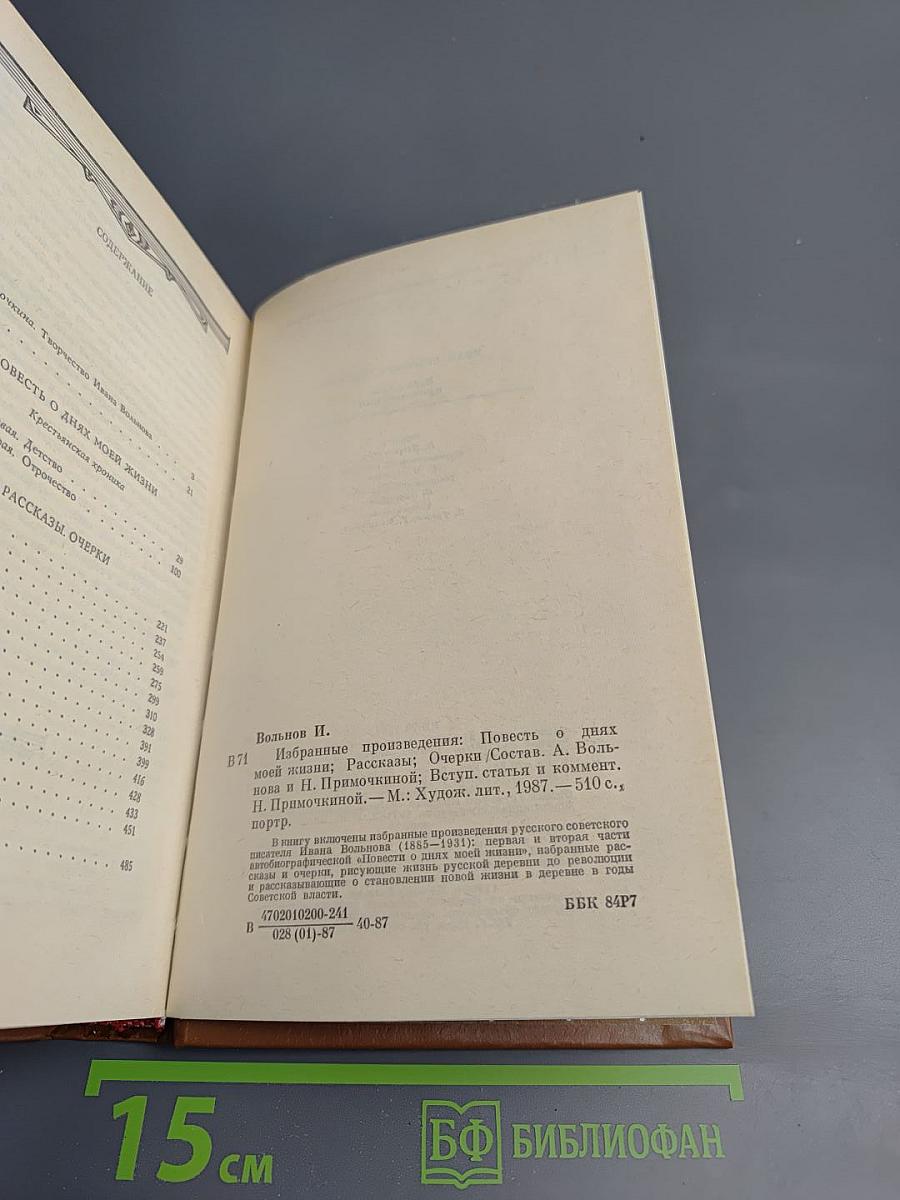 СОДЕРЖАНИЕ
Творчество Ивана Вольнова . . 3
. . . 21
ПОВЕСТЬ О ДНЯХ МОЕЙ ЖИЗНИ
Крестьянская хроника
Детство . . . 29
Отрочество . . . 100
РАССКАЗЫ. ОЧЕРКИ
221
237
254
259
275
299
310
328
391
399
416
428
433
451
485
Вольнов И.
В71 Избранные произведения: Повесть о днях
моей жизни; Рассказы; Очерки/Состав. А. Воль-
нова и Н. Примочкиной; Вступ. статья и коммент.
Н. Примочкиной.— М.: Худож. лит., 1987.— 510 с.,
портр.
В книгу включены избранные произведения русского советского
писателя Ивана Вольнова (1885—1931): первая и вторая части
автобиографической «Повести о днях моей жизни», избранные рас-
сказы и очерки, рисующие жизнь русской деревни до революции
и рассказывающие о становлении новой жизни в деревне в годы
Советской власти.
В 4702010200-241 40-87
028 (01)-87
ББК 84Р7
15 см
БФ БИБЛИОФАН